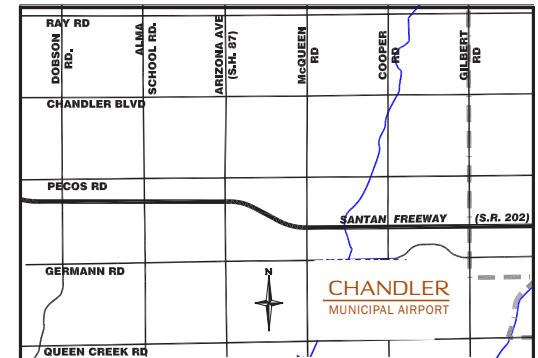 RAY RD
DOBSON
RD.
ALMA
SCHOOL RD.
ARIZONA AVE
(S.H. 87)
McQUEEN
RD
COOPER
RD
GILBERT
RD
CHANDLER BLVD
PECOS RD
SANTAN FREEWAY (S.R. 202)
GERMANN RD
N
CHANDLER
MUNICIPAL AIRPORT
QUEEN CREEK RD